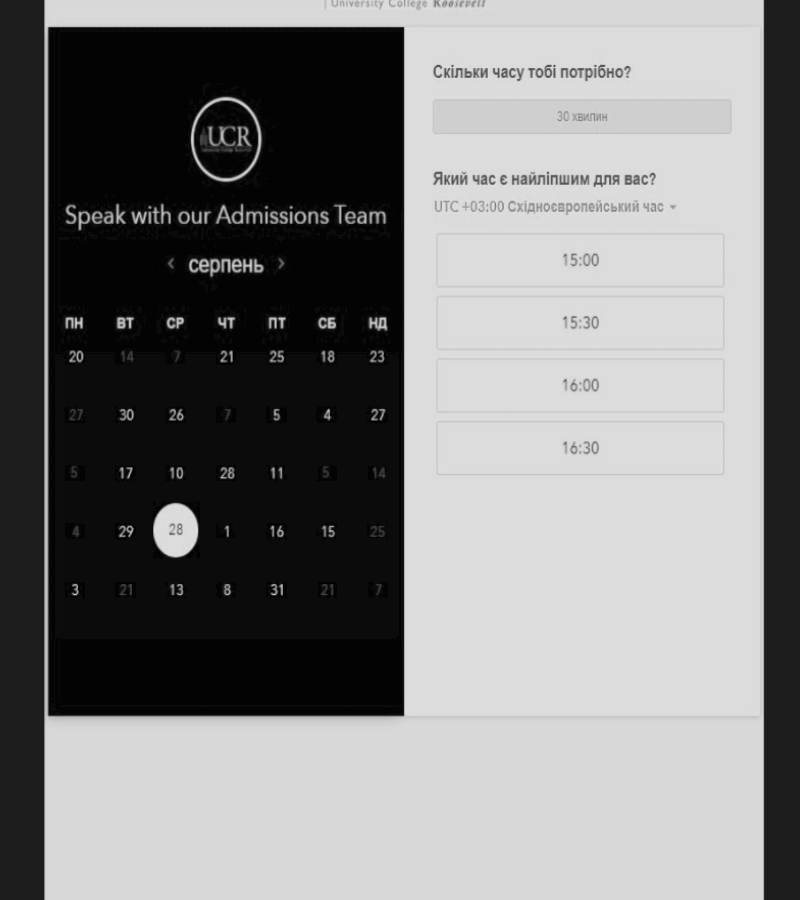 University College Roosevelt
UCR
Speak with our Admissions Team
‹ серпень ›
ПН ВТ СР ЧТ ПТ СБ НД
20 14 7 21 25 18 23
27 30 26 7 5 4 27
5 17 10 28 11 5 14
4 29 28 1 16 15 25
3 21 13 8 31 21 7
Скільки часу тобі потрібно?
30 хвилин
Який час є найліпшим для вас?
UTC +03:00 Східноєвропейський час
15:00
15:30
16:00
16:30